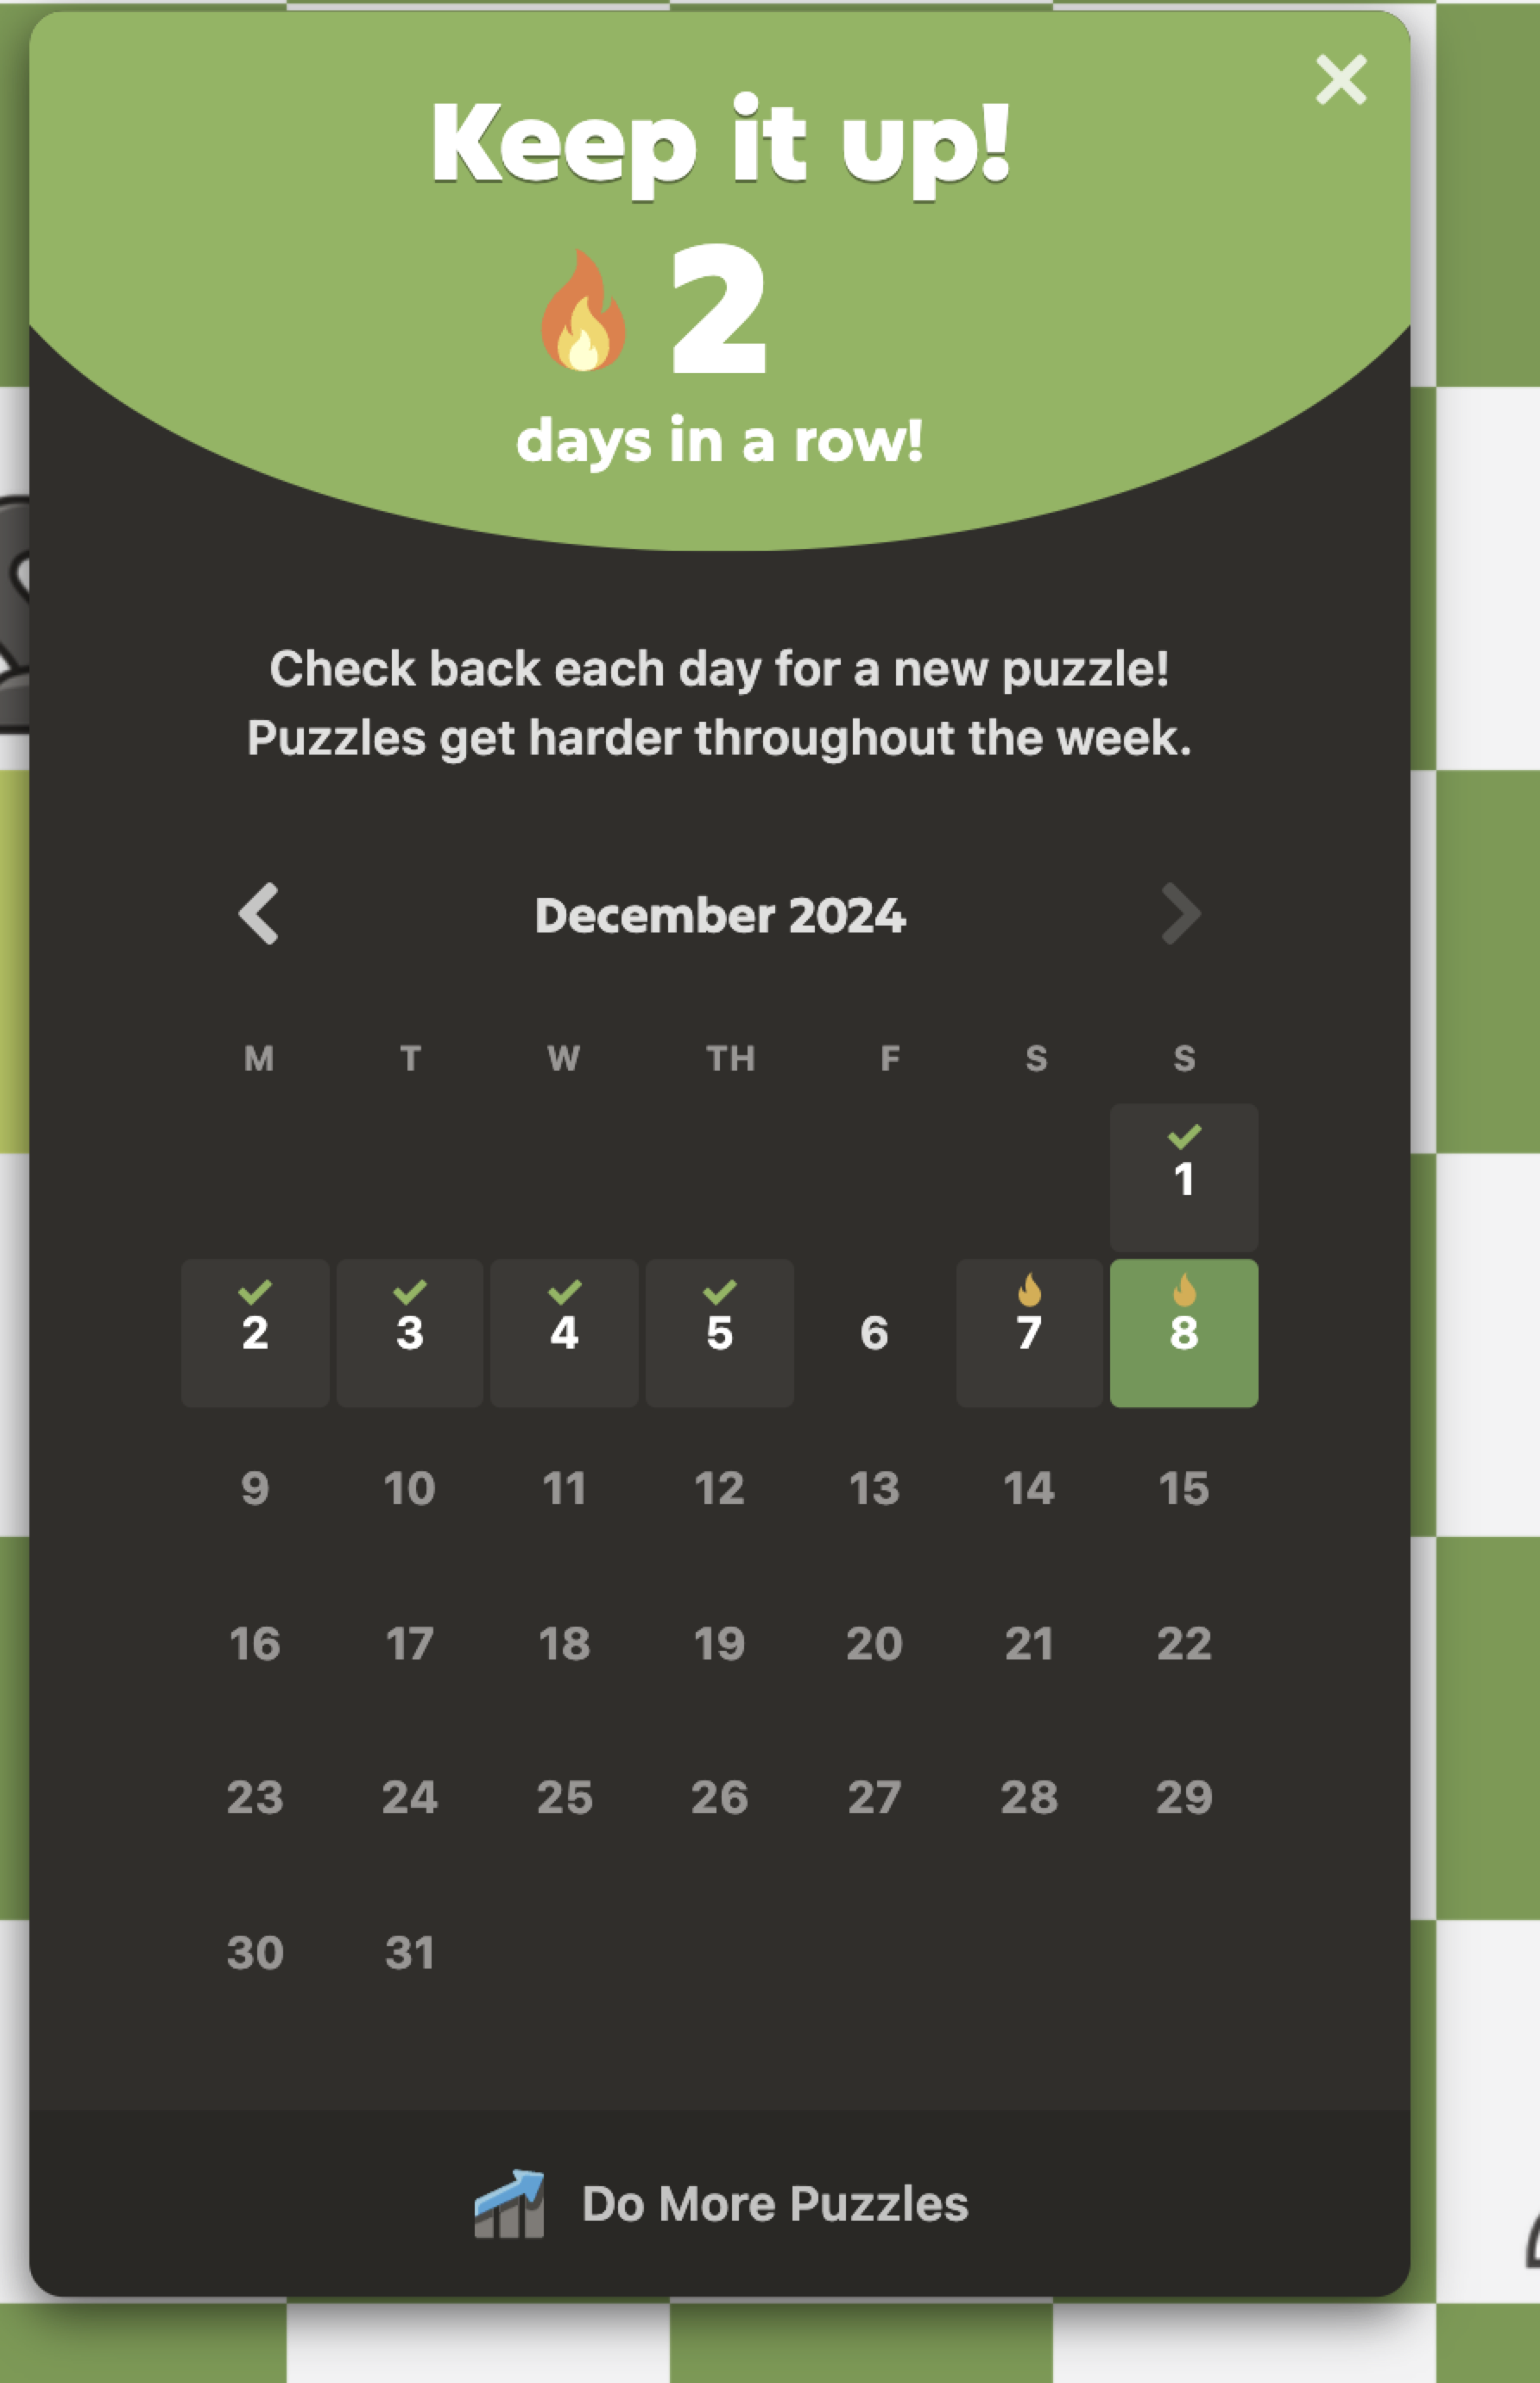 Keep it up!
2
days in a row!
Check back each day for a new puzzle!
Puzzles get harder throughout the week.
December 2024
M T W TH F S S
1
2 3 4 5 6 7 8
9 10 11 12 13 14 15
16 17 18 19 20 21 22
23 24 25 26 27 28 29
30 31
Do More Puzzles